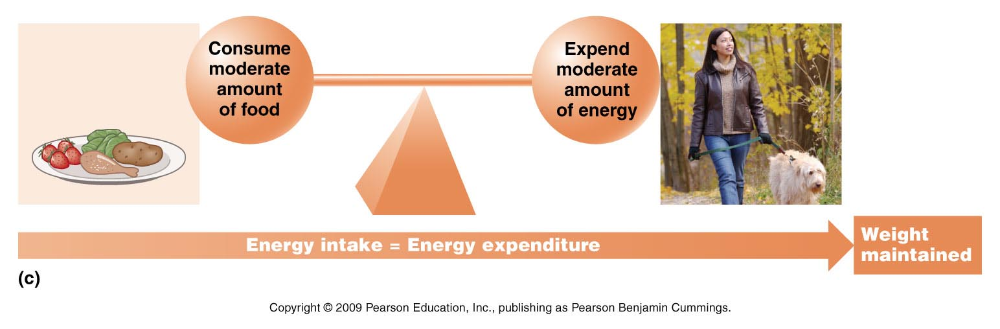 Consume
moderate
amount
of food
Expend
moderate
amount
of energy
Energy intake = Energy expenditure
Weight
maintained
(c)
Copyright © 2009 Pearson Education, Inc., publishing as Pearson Benjamin Cummings.